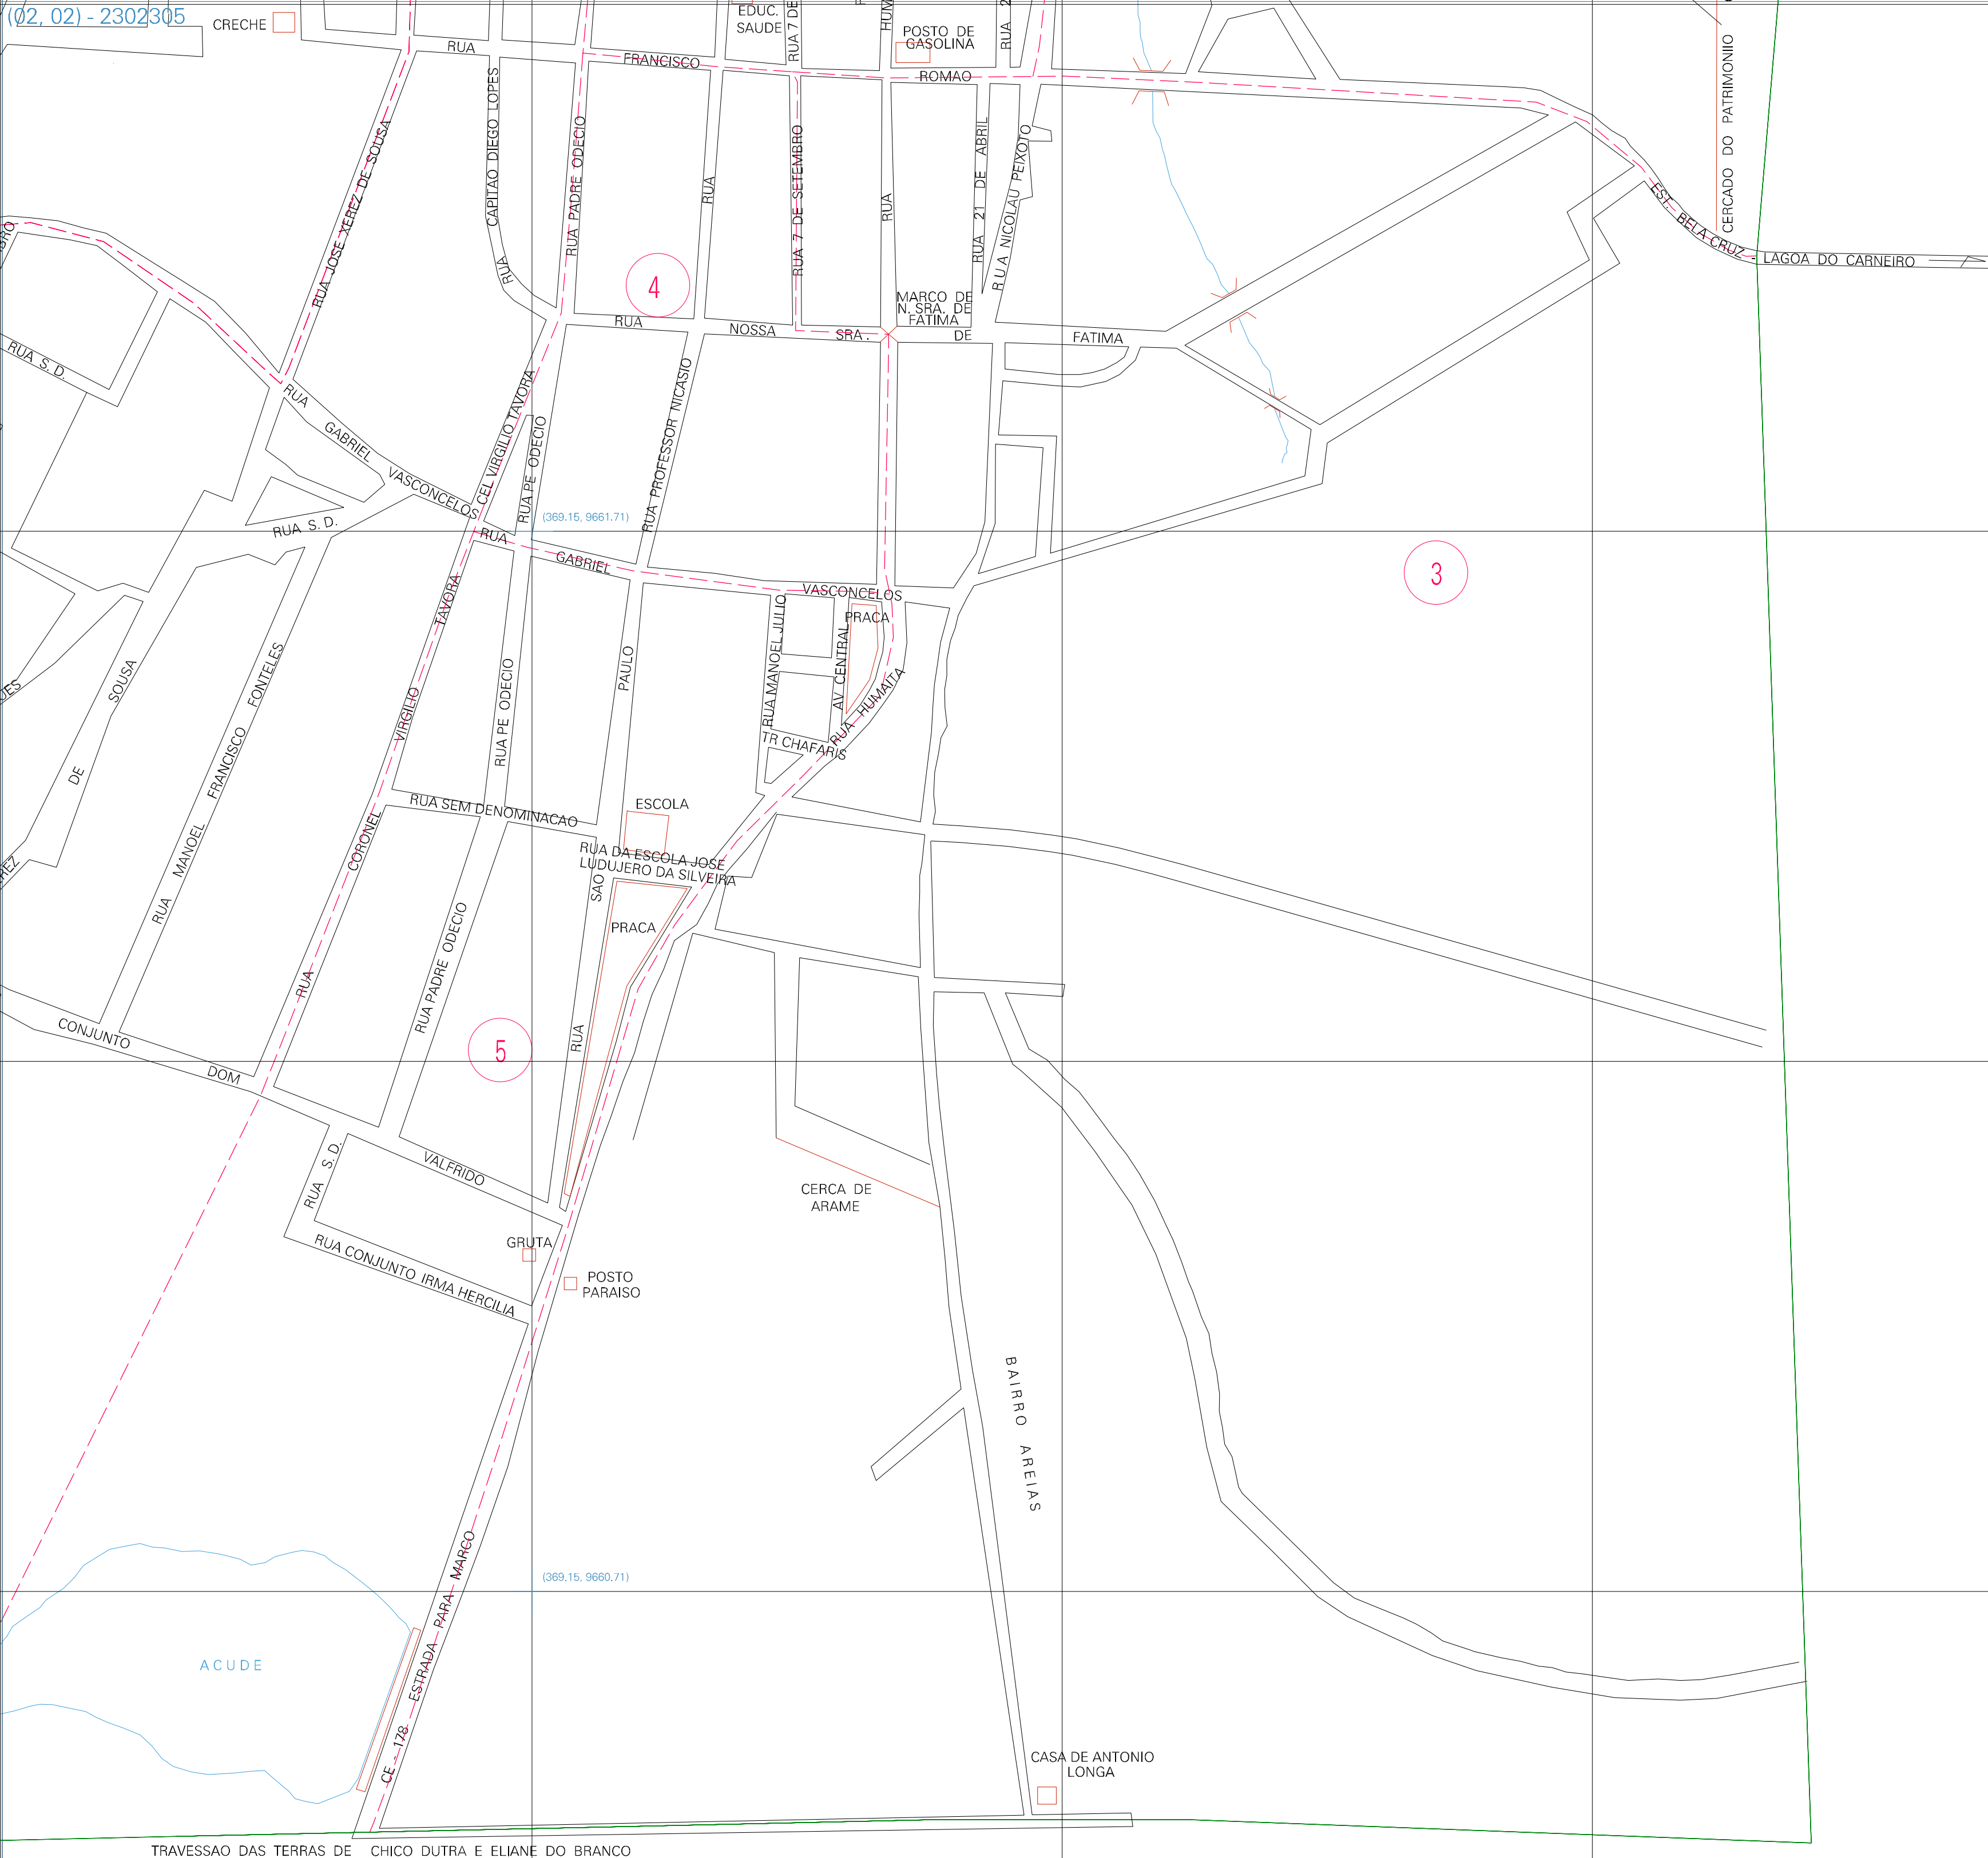 (02, 02) - 2302305
CRECHE
EDUC.
SAUDE
RUA 7 DE
RUA 2
POSTO DE
GASOLINA
RUA
FRANCISCO
ROMAO
CERCADO DO PATRIMONIIO
RUA JOSE XEREZ DE SOUSA
CAPITAO DIEGO LOPES
RUA
RUA PADRE ODECIO
RUA
RUA 7 DE SETEMBRO
RUA
RUA 21 DE ABRIL
RUA NICOLAU PEIXOTO
EST. BELA CRUZ -
LAGOA DO CARNEIRO
4
MARCO DE
N. SRA. DE
FATIMA
RUA
NOSSA
SRA.
DE
FATIMA
RUA S. D.
RUA
GABRIEL
VASCONCELOS
CEL VIRGILIO TAVORA
RUA PE ODECIO
RUA PROFESSOR NICASIO
(369.15, 9661.71)
RUA S. D.
RUA
GABRIEL
VASCONCELOS
3
PRACA
RUA MANOEL JULIO
AV CENTRAL
RUA HUMAITA
TR CHAFARIS
TAVORA
VIRGILIO
CORONEL
RUA
RUA PE ODECIO
PAULO
SAO
RUA
SOUSA
DE
FONTELES
FRANCISCO
MANOEL
RUA
RUA SEM DENOMINACAO
ESCOLA
RUA DA ESCOLA JOSE
LUDUJERO DA SILVEIRA
PRACA
RUA PADRE ODECIO
5
CONJUNTO
DOM
VALFRIDO
RUA S. D.
CERCA DE
ARAME
GRUTA
RUA CONJUNTO IRMA HERCILIA
POSTO
PARAISO
BAIRRO AREIAS
(369.15, 9660.71)
ACUDE
CE - 178 ESTRADA PARA MARCO
CASA DE ANTONIO
LONGA
TRAVESSAO DAS TERRAS DE CHICO DUTRA E ELIANE DO BRANCO